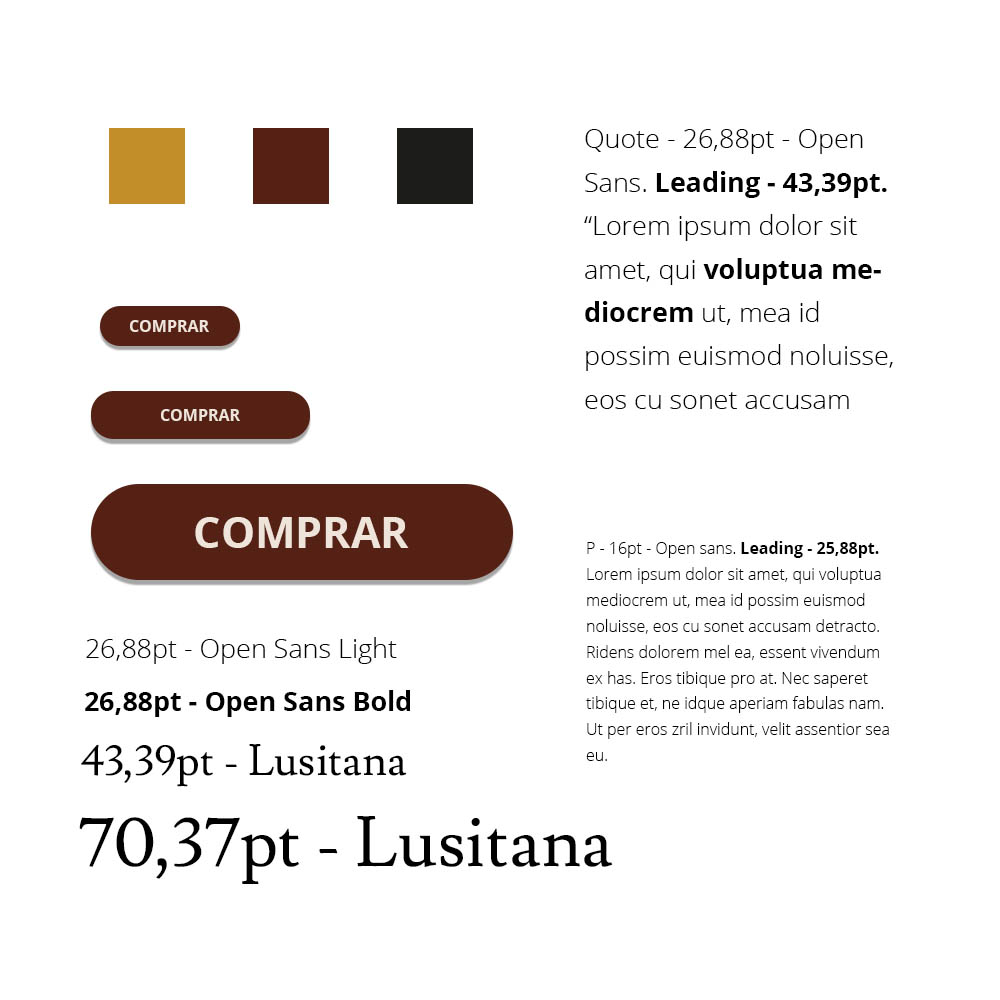 COMPRAR
COMPRAR
COMPRAR
26,88pt - Open Sans Light
26,88pt - Open Sans Bold
43,39pt - Lusitana
70,37pt - Lusitana
Quote - 26,88pt - Open
Sans. Leading - 43,39pt.
“Lorem ipsum dolor sit
amet, qui voluptua me-
diocrem ut, mea id
possim euismod noluisse,
eos cu sonet accusam
P - 16pt - Open sans. Leading - 25,88pt.
Lorem ipsum dolor sit amet, qui voluptua
mediocrem ut, mea id possim euismod
noluisse, eos cu sonet accusam detracto.
Ridens dolorem mel ea, essent vivendum
ex has. Eros tibique pro at. Nec saperet
tibique et, ne idque aperiam fabulas nam.
Ut per eros zril invidunt, velit assentior sea
eu.